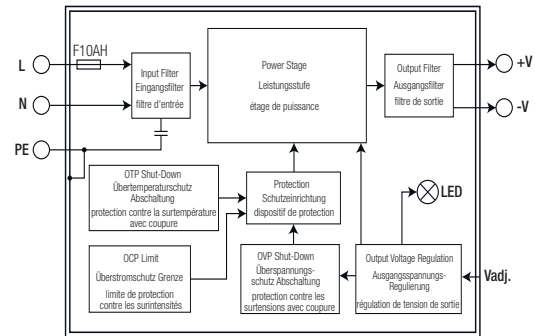 F10AH
L
N
PE
Input Filter
Eingangsfilter
filtre d'entrée
Power Stage
Leistungsstufe
étage de puissance
Output Filter
Ausgangsfilter
filtre de sortie
+V
-V
OTP Shut-Down
Übertemperaturschutz
Abschaltung
protection contre la surtempérature
avec coupure
Protection
Schutzeinrichtung
dispositif de protection
LED
OCP Limit
Überstromschutz Grenze
limite de protection
contre les surintensités
OVP Shut-Down
Überspannungs-
schutz Abschaltung
protection contre les
surtensions avec coupure
Output Voltage Regulation
Ausgangsspannungs-
Regulierung
régulation de tension de sortie
Vadj.